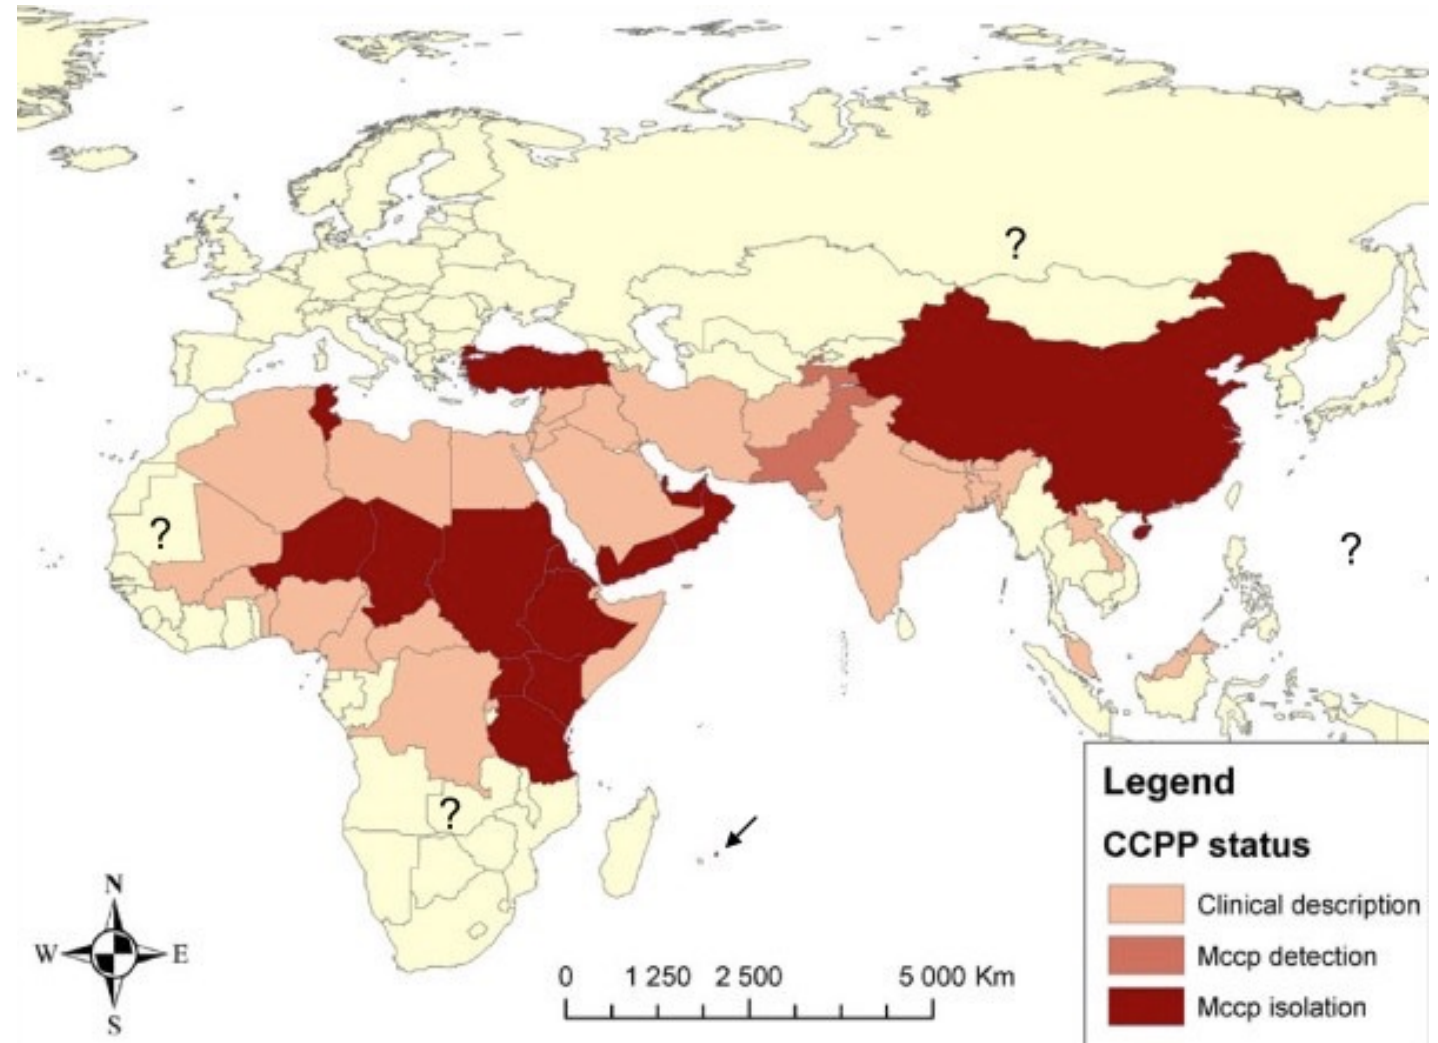 ?
?
?
?
Legend
CCPP status
Clinical description
Mccp detection
Mccp isolation
N
W
E
S
0 1 250 2 500 5 000 Km